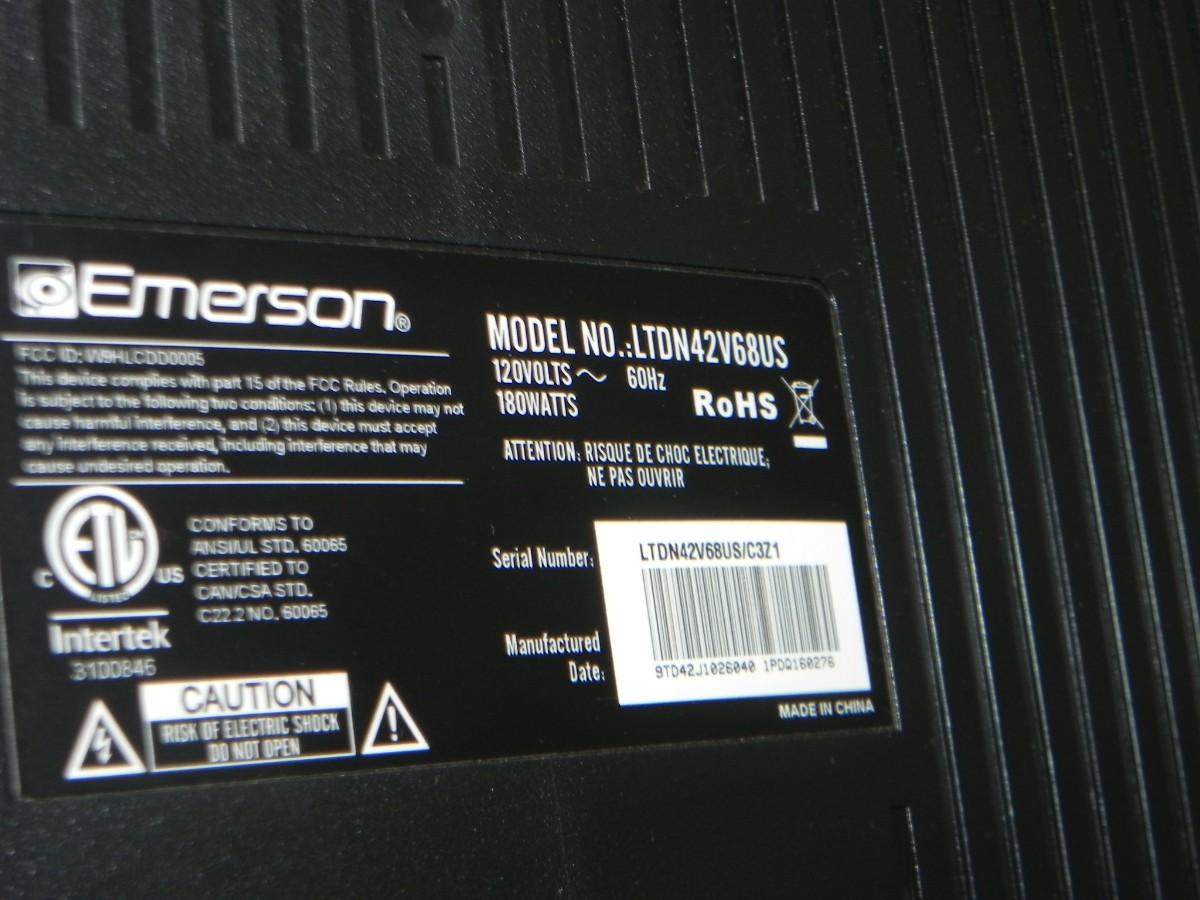 Emerson®
FCC ID: W9HLCDD0005
This device complies with part 15 of the FCC Rules. Operation
is subject to the following two conditions: (1) this device may not
cause harmful interference, and (2) this device must accept
any interference received, including interference that may
cause undesired operation.
ETL
CM
LISTED
C US
Intertek
3100846
CONFORMS TO
ANSI/UL STD. 60065
CERTIFIED TO
CAN/CSA STD.
C22.2 NO. 60065
CAUTION
RISK OF ELECTRIC SHOCK
DO NOT OPEN
MODEL NO.:LTDN42V68US
120VOLTS ~ 60Hz
180WATTS
RoHS
ATTENTION: RISQUE DE CHOC ELECTRIQUE;
NE PAS OUVRIR
Serial Number:
LTDN42V68US/C3Z1
Manufactured
Date:
9TD42J1026040 1PDQ160276
MADE IN CHINA